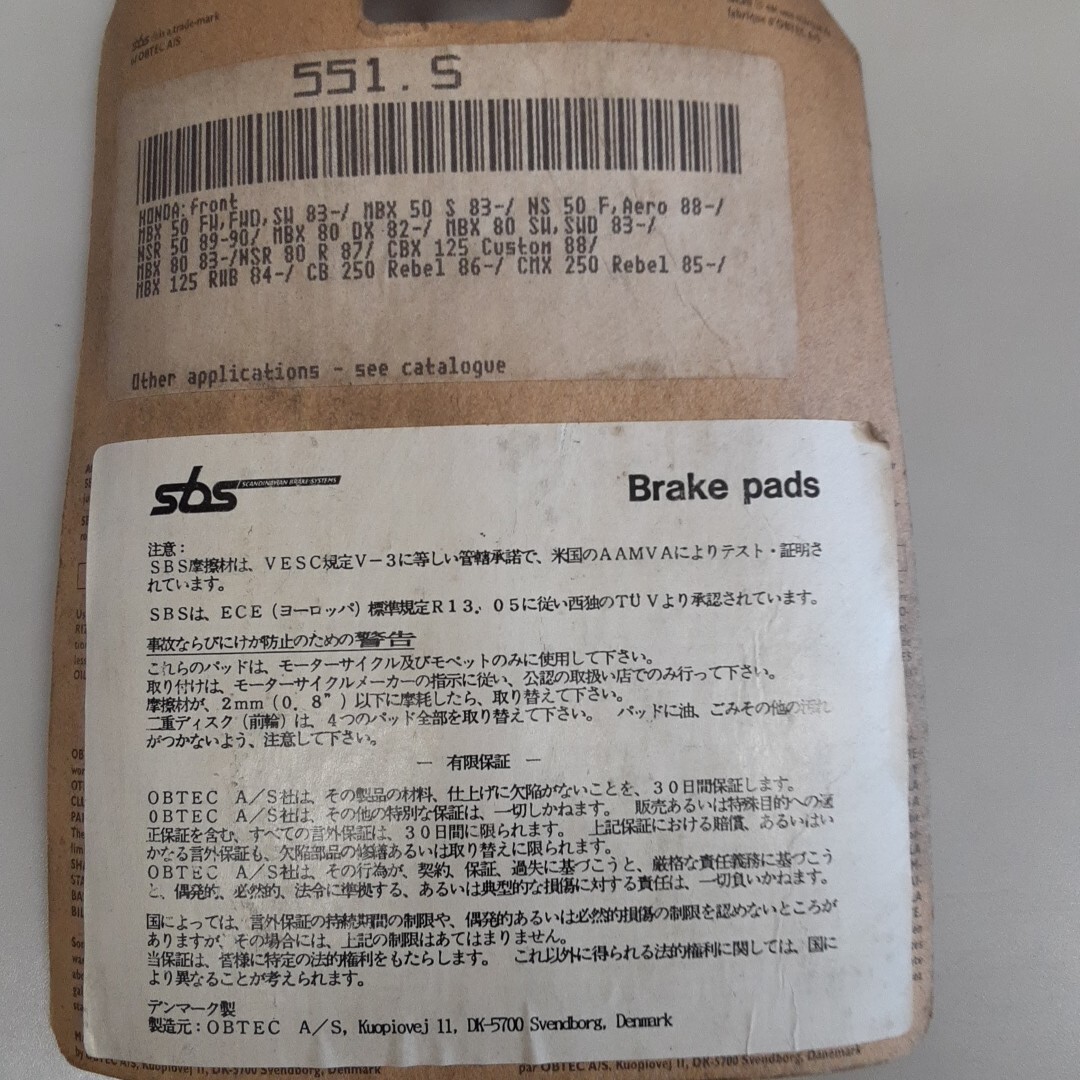 sbs is a trade-mark
of OBTEC A/S
fabriqué d'OBTEC A/S
551.S
HONDA:front
MBX 50 FW,FWD,SW 83-/ MBX 50 S 83-/ NS 50 F,Aero 88-/
NSR 50 89-90/ MBX 80 DX 82-/ MBX 80 SW,SWD 83-/
MBX 80 83-/NSR 80 R 87/ CBX 125 Custom 88/
MBX 125 RWB 84-/ CB 250 Rebel 86-/ CMX 250 Rebel 85-/
Other applications - see catalogue
sbs SCANDINAVIAN BRAKE SYSTEMS
Brake pads
注意:
SBS摩擦材は、VESC規定V-3に等しい管轄承諾で、米国のAAMVAによりテスト・証明さ
れています。
SBSは、ECE(ヨーロッパ)標準規定R13.05に従い西独のTUVより承認されています。
事故ならびにけが防止のための警告
これらのパッドは、モーターサイクル及びモペットのみに使用して下さい。
取り付けは、モーターサイクルメーカーの指示に従い、公認の取扱い店でのみ行って下さい。
摩擦材が、2mm(0.8")以下に摩耗したら、取り替えて下さい。
二重ディスク(前輪)は、4つのパッド全部を取り替えて下さい。 パッドに油、ごみその他の汚れ
がつかないよう、注意して下さい。
— 有限保証 —
OBTEC A/S社は、その製品の材料、仕上げに欠陥がないことを、30日間保証します。
OBTEC A/S社は、その他の特別な保証は、一切しかねます。 販売あるいは特殊目的への適
正保証を含む、すべての言外保証は、30日間に限られます。 上記保証における賠償、あるいはい
かなる言外保証も、欠陥部品の修繕あるいは取り替えに限られます。
OBTEC A/S社は、その行為が、契約、保証、過失に基づこうと、厳格な責任義務に基づこう
と、偶発的、必然的、法令に準拠する、あるいは典型的な損傷に対する責任は、一切負いかねます。
国によっては、言外保証の持続期間の制限や、偶発的あるいは必然的損傷の制限を認めないところが
ありますが、その場合には、上記の制限はあてはまりません。
当保証は、皆様に特定の法的権利をもたらします。 これ以外に得られる法的権利に関しては、国に
より異なることが考えられます。
デンマーク製
製造元:OBTEC A/S, Kuopiovej 11, DK-5700 Svendborg, Denmark
by OBTEC A/S, Kuopiovej 11, DK-5700 Svendborg, Denmark
par OBTEC A/S, Kuopiovej 11, DK-5700 Svendborg, Danemark